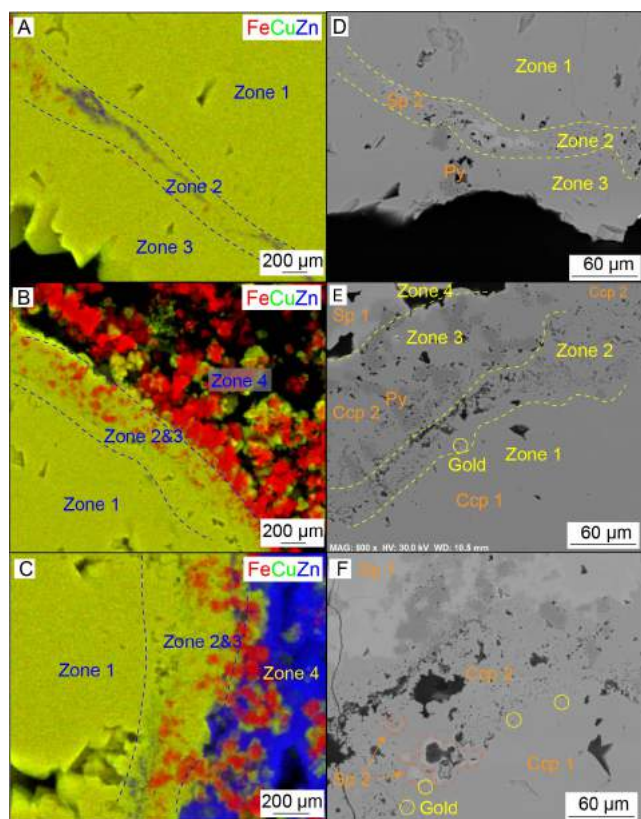 A
FeCuZn
Zone 1
Zone 2
Zone 3
200 µm
D
Zone 1
Sp 2
Zone 2
Py
Zone 3
60 µm
B
FeCuZn
Zone 4
Zone 2&3
Zone 1
200 µm
E
Zone 4
Ccp 2
Sp 1
Zone 3
Zone 2
Py
Ccp 2
Gold
Zone 1
Ccp 1
60 µm
MAG: 800 x HV: 30.0 kV WD: 10.5 mm
C
FeCuZn
Zone 2&3
Zone 1
Zone 4
200 µm
F
Sp 1
Ccp 2
Sp 2
Ccp 1
Gold
60 µm